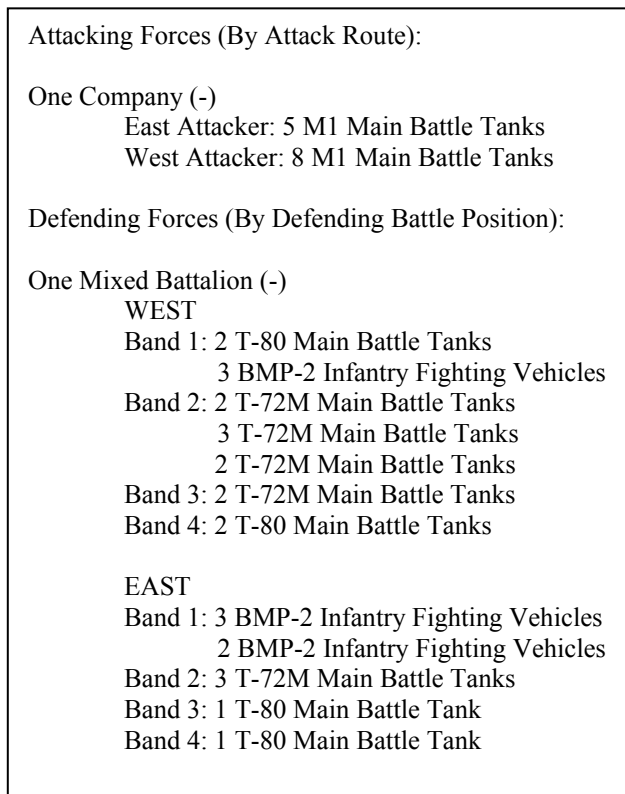 Attacking Forces (By Attack Route):
One Company (-)
East Attacker: 5 M1 Main Battle Tanks
West Attacker: 8 M1 Main Battle Tanks
Defending Forces (By Defending Battle Position):
One Mixed Battalion (-)
WEST
Band 1: 2 T-80 Main Battle Tanks
3 BMP-2 Infantry Fighting Vehicles
Band 2: 2 T-72M Main Battle Tanks
3 T-72M Main Battle Tanks
2 T-72M Main Battle Tanks
Band 3: 2 T-72M Main Battle Tanks
Band 4: 2 T-80 Main Battle Tanks
EAST
Band 1: 3 BMP-2 Infantry Fighting Vehicles
2 BMP-2 Infantry Fighting Vehicles
Band 2: 3 T-72M Main Battle Tanks
Band 3: 1 T-80 Main Battle Tank
Band 4: 1 T-80 Main Battle Tank